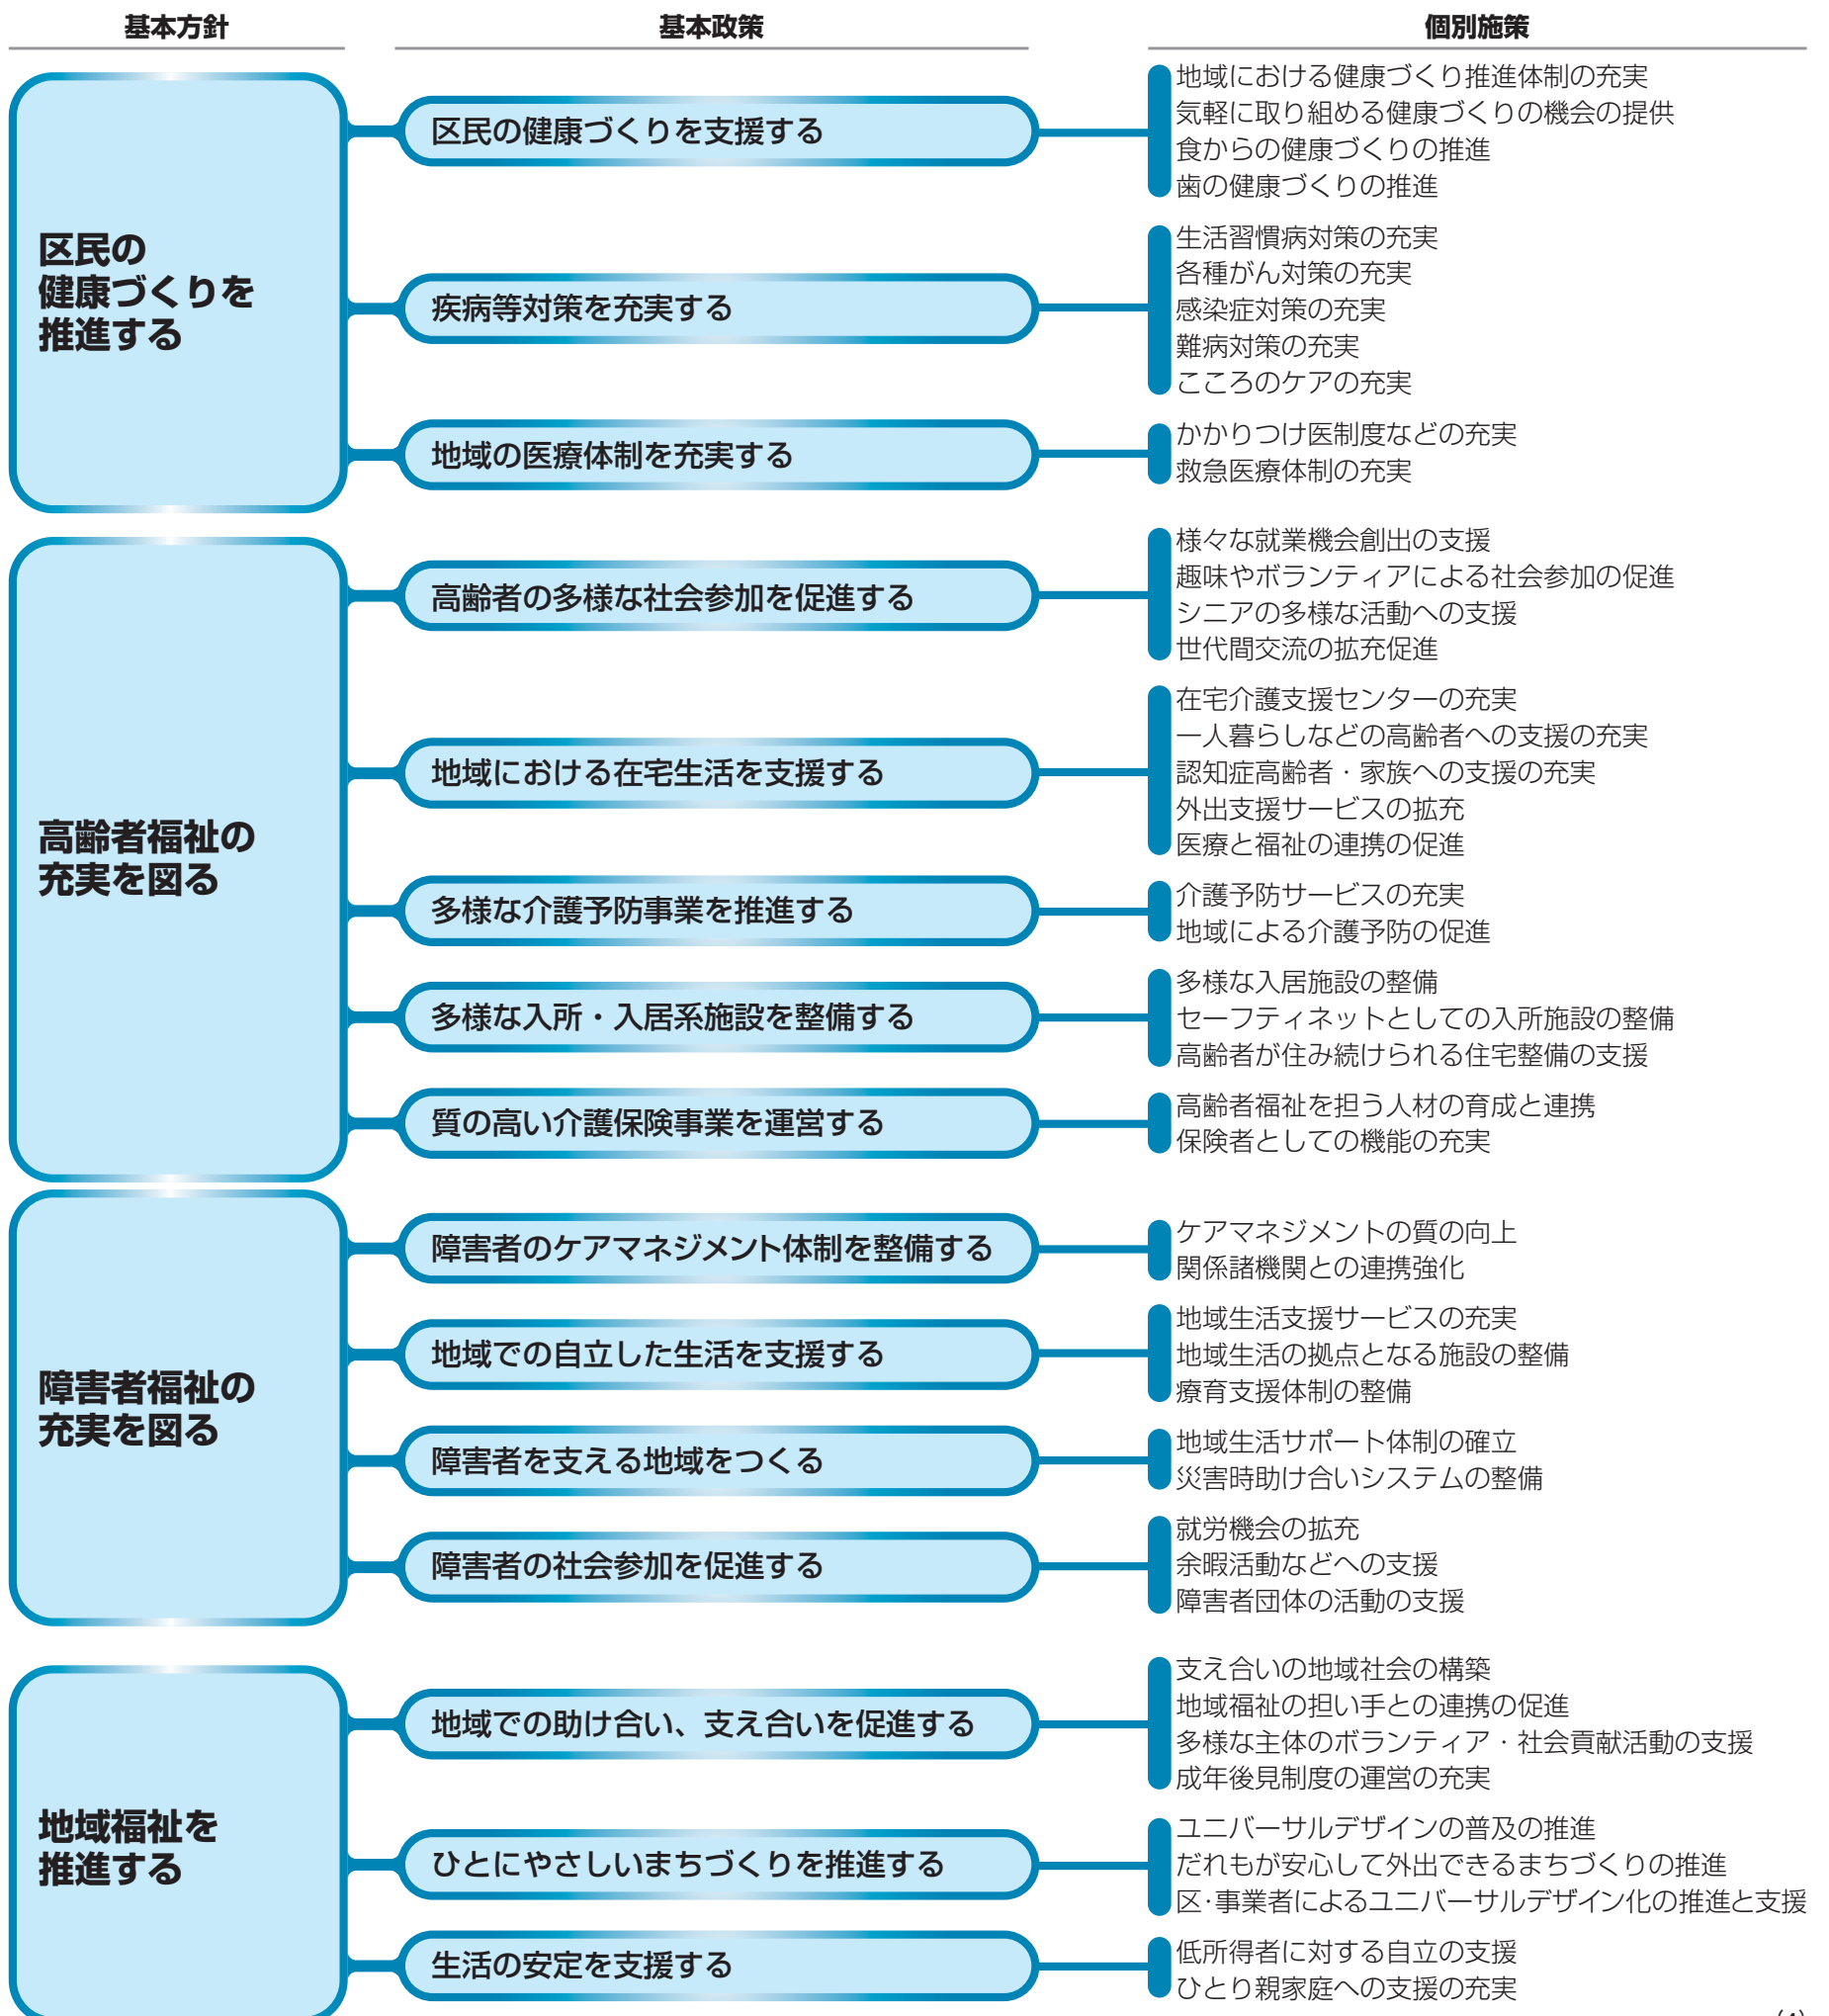 基本方針
基本政策
個別施策
区民の
健康づくりを
推進する
区民の健康づくりを支援する
地域における健康づくり推進体制の充実
気軽に取り組める健康づくりの機会の提供
食からの健康づくりの推進
歯の健康づくりの推進
疾病等対策を充実する
生活習慣病対策の充実
各種がん対策の充実
感染症対策の充実
難病対策の充実
こころのケアの充実
地域の医療体制を充実する
かかりつけ医制度などの充実
救急医療体制の充実
高齢者福祉の
充実を図る
高齢者の多様な社会参加を促進する
様々な就業機会創出の支援
趣味やボランティアによる社会参加の促進
シニアの多様な活動への支援
世代間交流の拡充促進
地域における在宅生活を支援する
在宅介護支援センターの充実
一人暮らしなどの高齢者への支援の充実
認知症高齢者・家族への支援の充実
外出支援サービスの拡充
医療と福祉の連携の促進
多様な介護予防事業を推進する
介護予防サービスの充実
地域による介護予防の促進
多様な入所・入居系施設を整備する
多様な入居施設の整備
セーフティネットとしての入所施設の整備
高齢者が住み続けられる住宅整備の支援
質の高い介護保険事業を運営する
高齢者福祉を担う人材の育成と連携
保険者としての機能の充実
障害者福祉の
充実を図る
障害者のケアマネジメント体制を整備する
ケアマネジメントの質の向上
関係諸機関との連携強化
地域での自立した生活を支援する
地域生活支援サービスの充実
地域生活の拠点となる施設の整備
療育支援体制の整備
障害者を支える地域をつくる
地域生活サポート体制の確立
災害時助け合いシステムの整備
障害者の社会参加を促進する
就労機会の拡充
余暇活動などへの支援
障害者団体の活動の支援
地域福祉を
推進する
地域での助け合い、支え合いを促進する
支え合いの地域社会の構築
地域福祉の担い手との連携の促進
多様な主体のボランティア・社会貢献活動の支援
成年後見制度の運営の充実
ひとにやさしいまちづくりを推進する
ユニバーサルデザインの普及の推進
だれもが安心して外出できるまちづくりの推進
区・事業者によるユニバーサルデザイン化の推進と支援
生活の安定を支援する
低所得者に対する自立の支援
ひとり親家庭への支援の充実